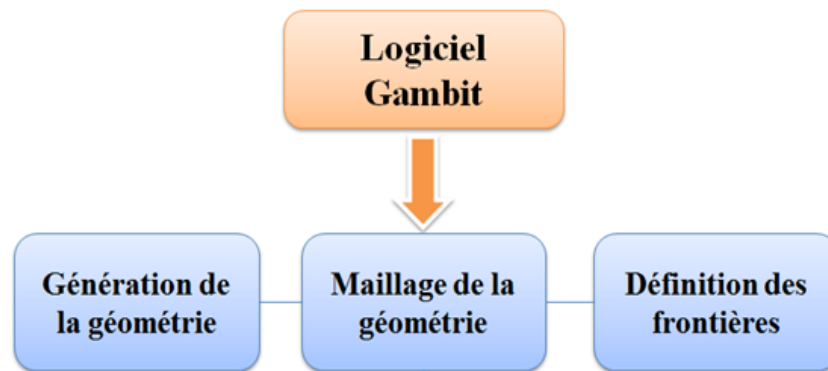 Logiciel
Gambit
Génération de
la géométrie
Maillage de la
géométrie
Définition des
frontières